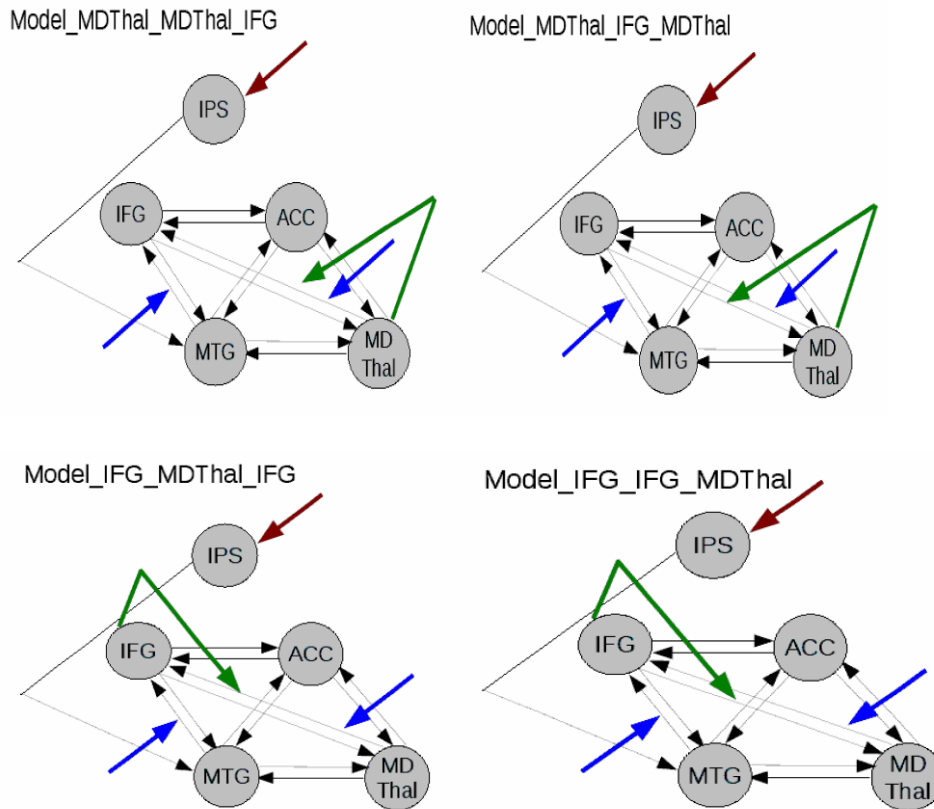 Model_MDThal_MDThal_IFG
Model_MDThal_IFG_MDThal
IPS
IFG
ACC
MTG
MD
Thal
IPS
IFG
ACC
MTG
MD
Thal
Model_IFG_MDThal_IFG
Model_IFG_IFG_MDThal
IPS
IFG
ACC
MTG
MD
Thal
IPS
IFG
ACC
MTG
MD
Thal